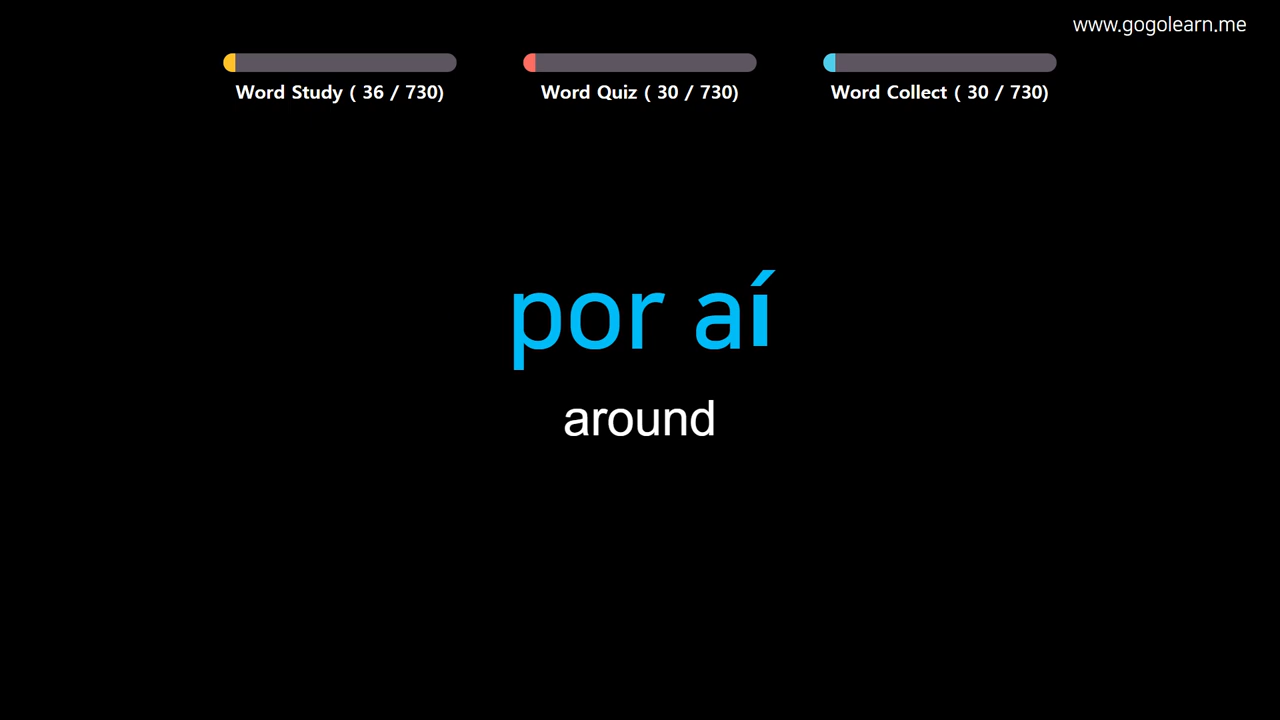 www.gogolearn.me
Word Study ( 36 / 730)
Word Quiz ( 30 / 730)
Word Collect ( 30 / 730)
por aí
around